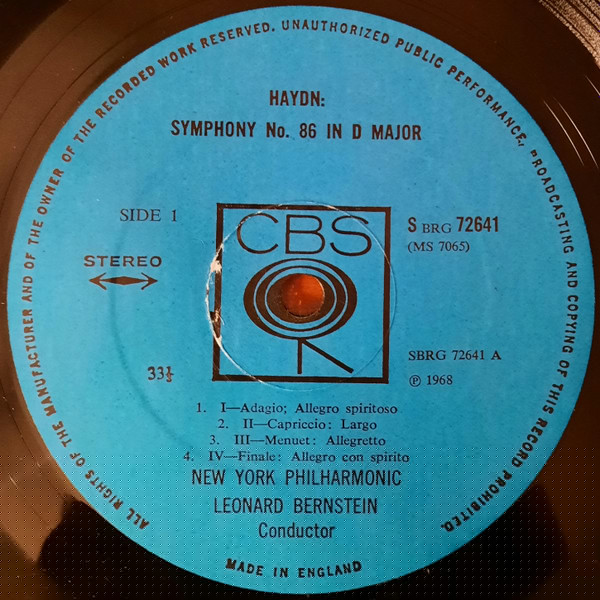 ALL RIGHTS OF THE MANUFACTURER AND OF THE OWNER OF THE RECORDED WORK RESERVED. UNAUTHORIZED PUBLIC PERFORMANCE, BROADCASTING AND COPYING OF THIS RECORD PROHIBITED.
HAYDN:
SYMPHONY No. 86 IN D MAJOR
SIDE 1
CBS
S BRG 72641
(MS 7065)
STEREO
33⅓
SBRG 72641 A
℗ 1968
1. I—Adagio; Allegro spiritoso
2. II—Capriccio: Largo
3. III—Menuet: Allegretto
4. IV—Finale: Allegro con spirito
NEW YORK PHILHARMONIC
LEONARD BERNSTEIN
Conductor
MADE IN ENGLAND